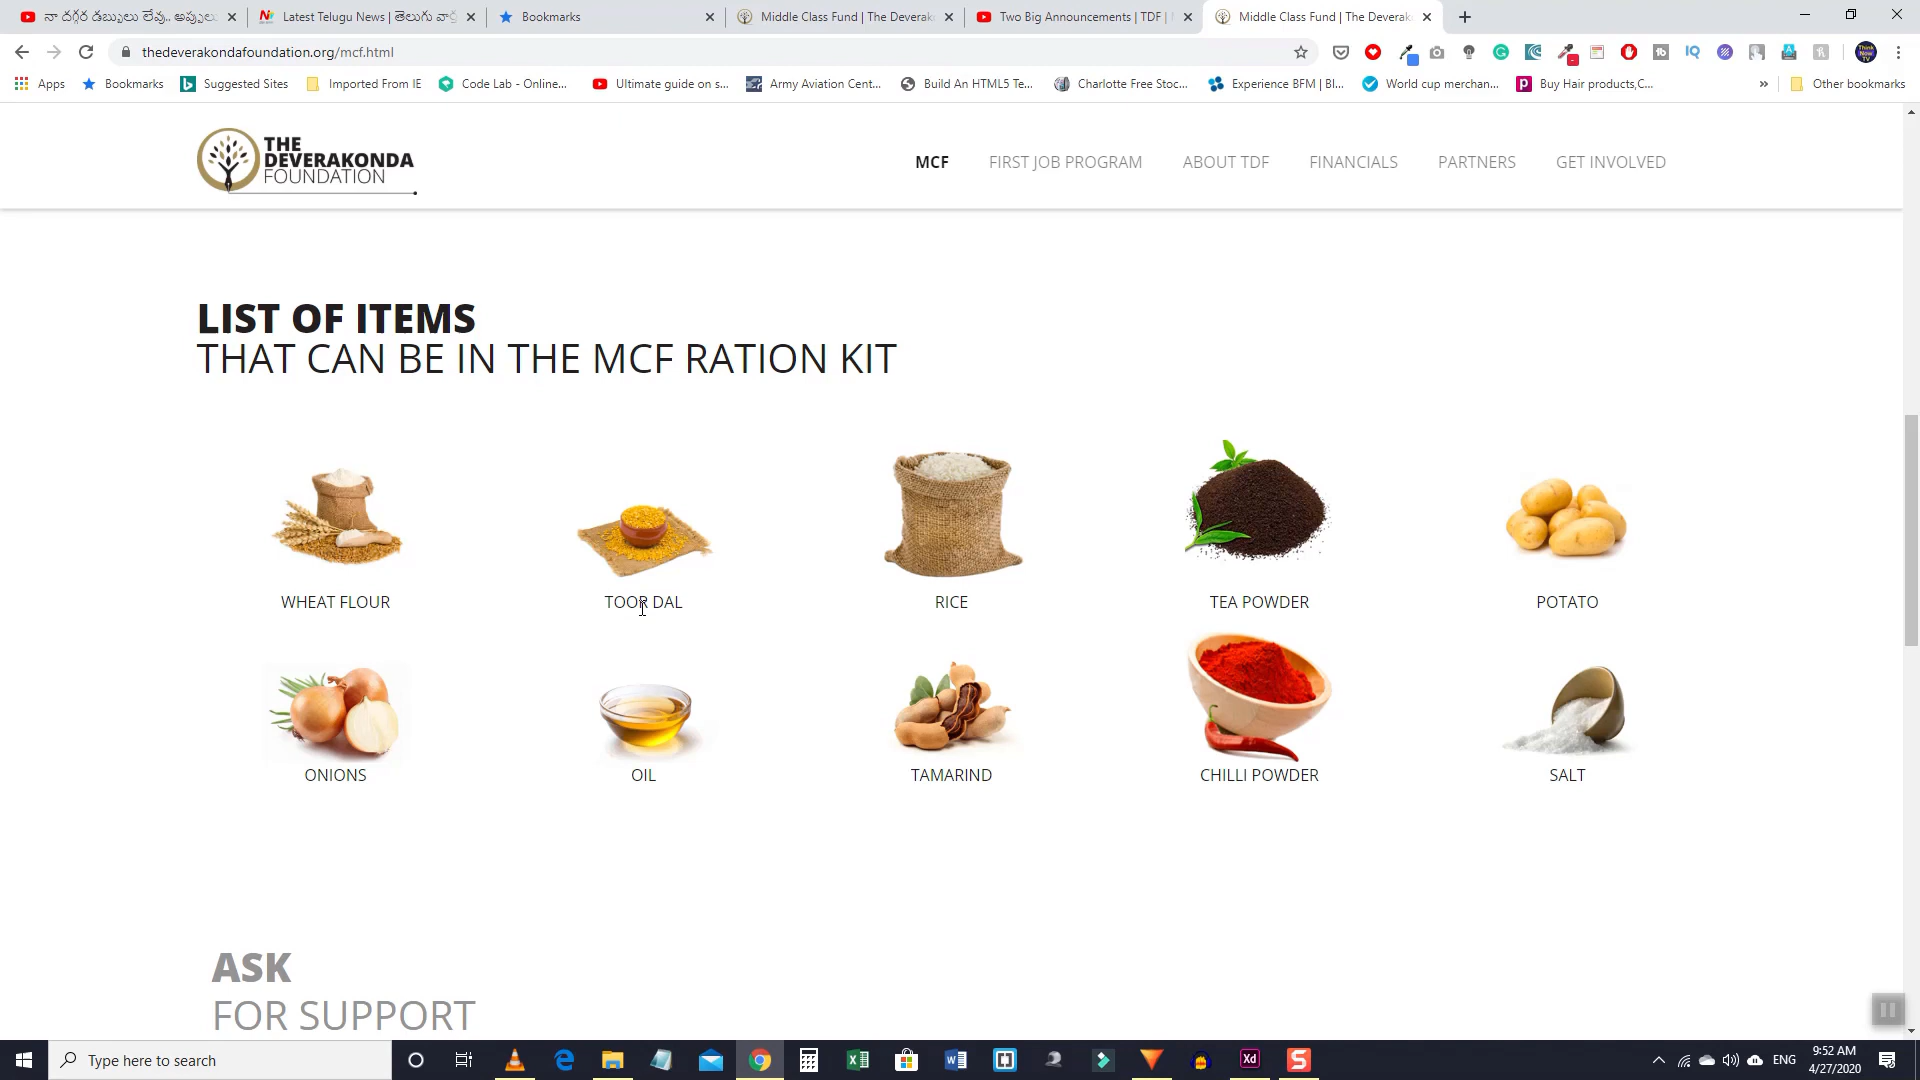 నా దగ్గర డబ్బులు లేవు.. అప్పులు
Latest Telugu News | తెలుగు వార్త
Bookmarks
Middle Class Fund | The Deverak
Two Big Announcements | TDF |
Middle Class Fund | The Deverak
thedeverakondafoundation.org/mcf.html
Apps
Bookmarks
Suggested Sites
Imported From IE
Code Lab - Online...
Ultimate guide on s...
Army Aviation Cent...
Build An HTML5 Te...
Charlotte Free Stoc...
Experience BFM | Bl...
World cup merchan...
Buy Hair products,C...
»
Other bookmarks
THE
DEVERAKONDA
FOUNDATION
MCF
FIRST JOB PROGRAM
ABOUT TDF
FINANCIALS
PARTNERS
GET INVOLVED
LIST OF ITEMS
THAT CAN BE IN THE MCF RATION KIT
WHEAT FLOUR
TOOR DAL
RICE
TEA POWDER
POTATO
ONIONS
OIL
TAMARIND
CHILLI POWDER
SALT
ASK
FOR SUPPORT
Type here to search
ENG
9:52 AM
4/27/2020